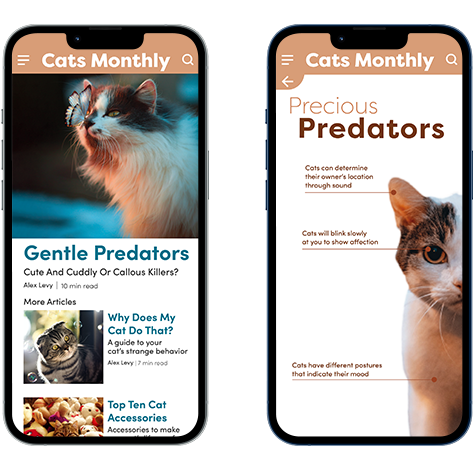 Cats Monthly
Gentle Predators
Cute And Cuddly Or Callous Killers?
Alex Levy | 10 min read
More Articles
Why Does My
Cat Do That?
A guide to your
cat's strange behavior
Alex Levy | 7 min read
Top Ten Cat
Accessories
Accessories to make
Cats Monthly
Precious
Predators
Cats can determine
their owner's location
through sound
Cats will blink slowly
at you to show affection
Cats have different postures
that indicate their mood